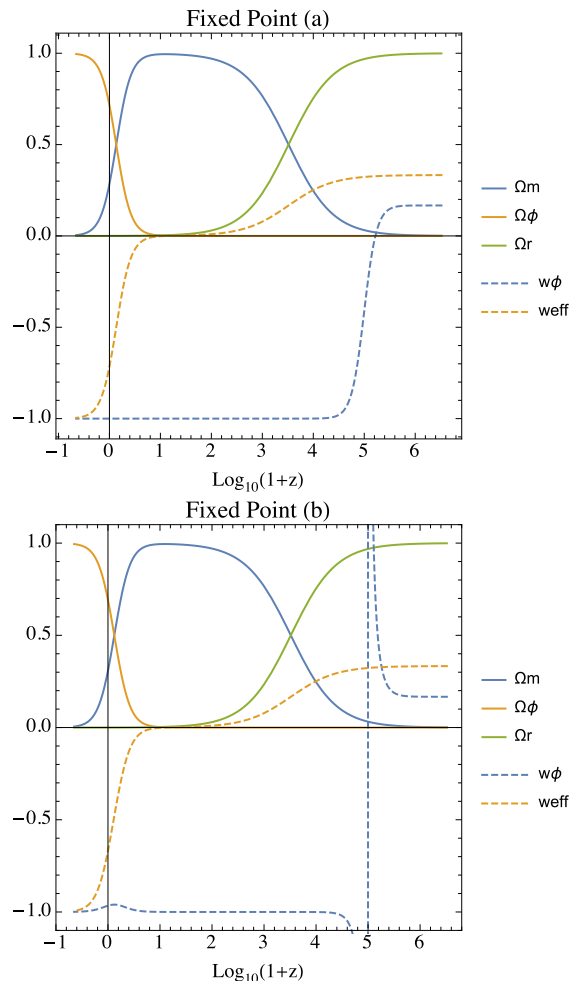 Fixed Point (a)
1.0
0.5
0.0
−0.5
−1.0
−1 0 1 2 3 4 5 6
Log10(1+z)
Ωm
Ωϕ
Ωr
wϕ
weff
Fixed Point (b)
1.0
0.5
0.0
−0.5
−1.0
−1 0 1 2 3 4 5 6
Log10(1+z)
Ωm
Ωϕ
Ωr
wϕ
weff